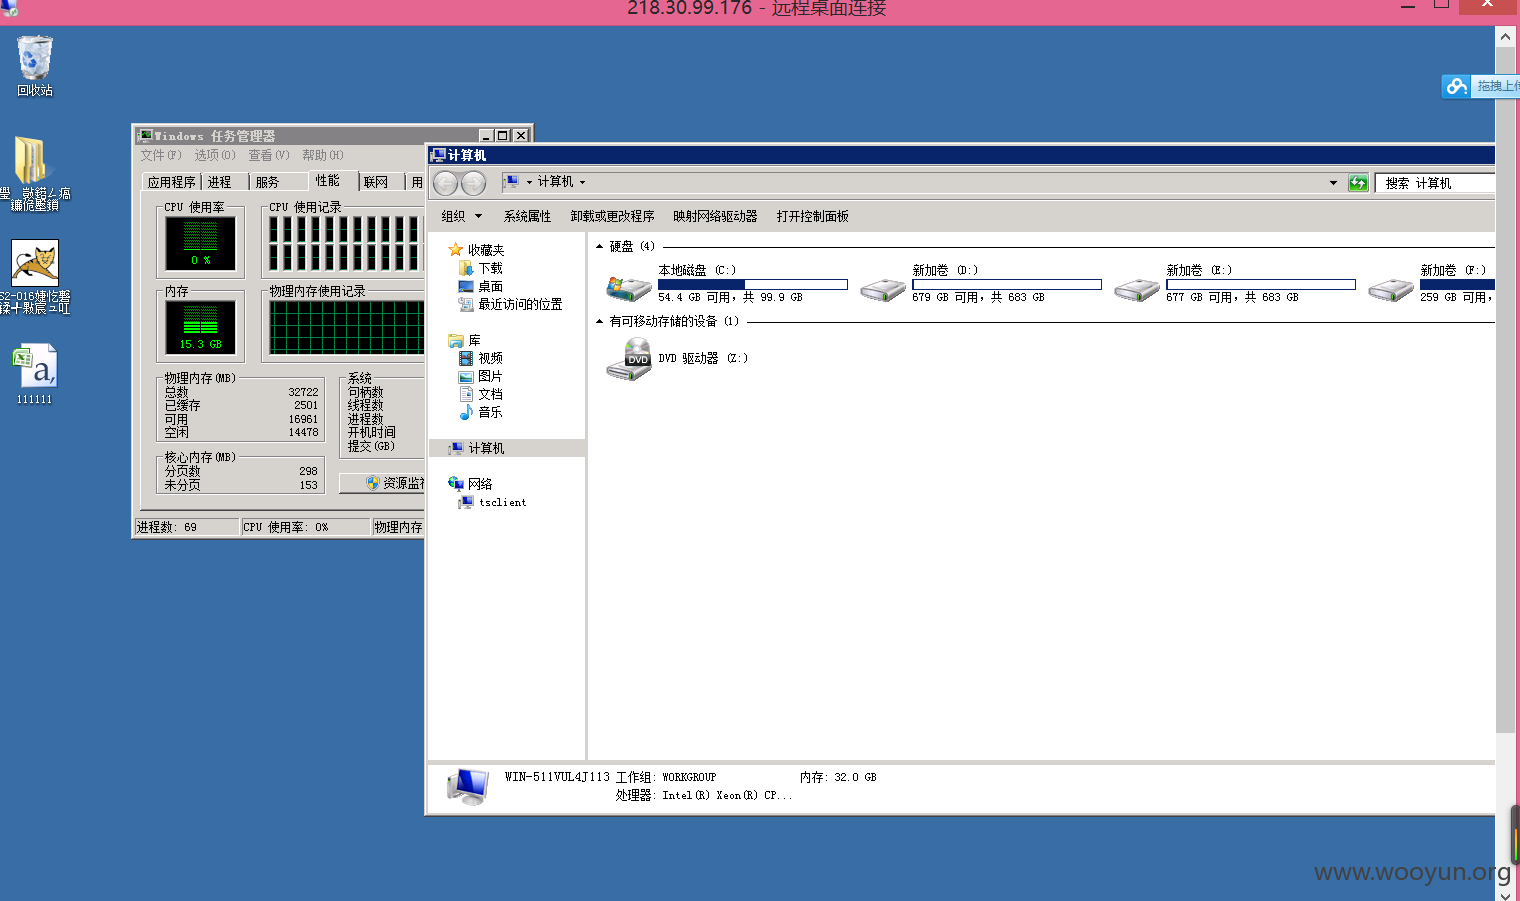 218.30.99.176 - 远程桌面连接
回收站
拖拽上传
111111
Windows 任务管理器
文件(F) 选项(O) 查看(V) 帮助(H)
应用程序 进程 服务 性能 联网 用
CPU 使用率 CPU 使用记录
0 %
内存 物理内存使用记录
15.3 GB
物理内存(MB)
总数 32722
已缓存 2501
可用 16961
空闲 14478
系统
句柄数
线程数
进程数
开机时间
提交(GB)
核心内存(MB)
分页数 298
未分页 153
资源监视
进程数: 69 CPU 使用率: 0% 物理内存
计算机
计算机
搜索 计算机
组织 系统属性 卸载或更改程序 映射网络驱动器 打开控制面板
收藏夹
下载
桌面
最近访问的位置
库
视频
图片
文档
音乐
计算机
网络
tsclient
硬盘 (4)
本地磁盘 (C:)
54.4 GB 可用，共 99.9 GB
新加卷 (D:)
679 GB 可用，共 683 GB
新加卷 (E:)
677 GB 可用，共 683 GB
新加卷 (F:)
259 GB 可用，
有可移动存储的设备 (1)
DVD
DVD 驱动器 (Z:)
WIN-511VUL4J113 工作组: WORKGROUP 内存: 32.0 GB
处理器: Intel(R) Xeon(R) CP...
www.wooyun.org